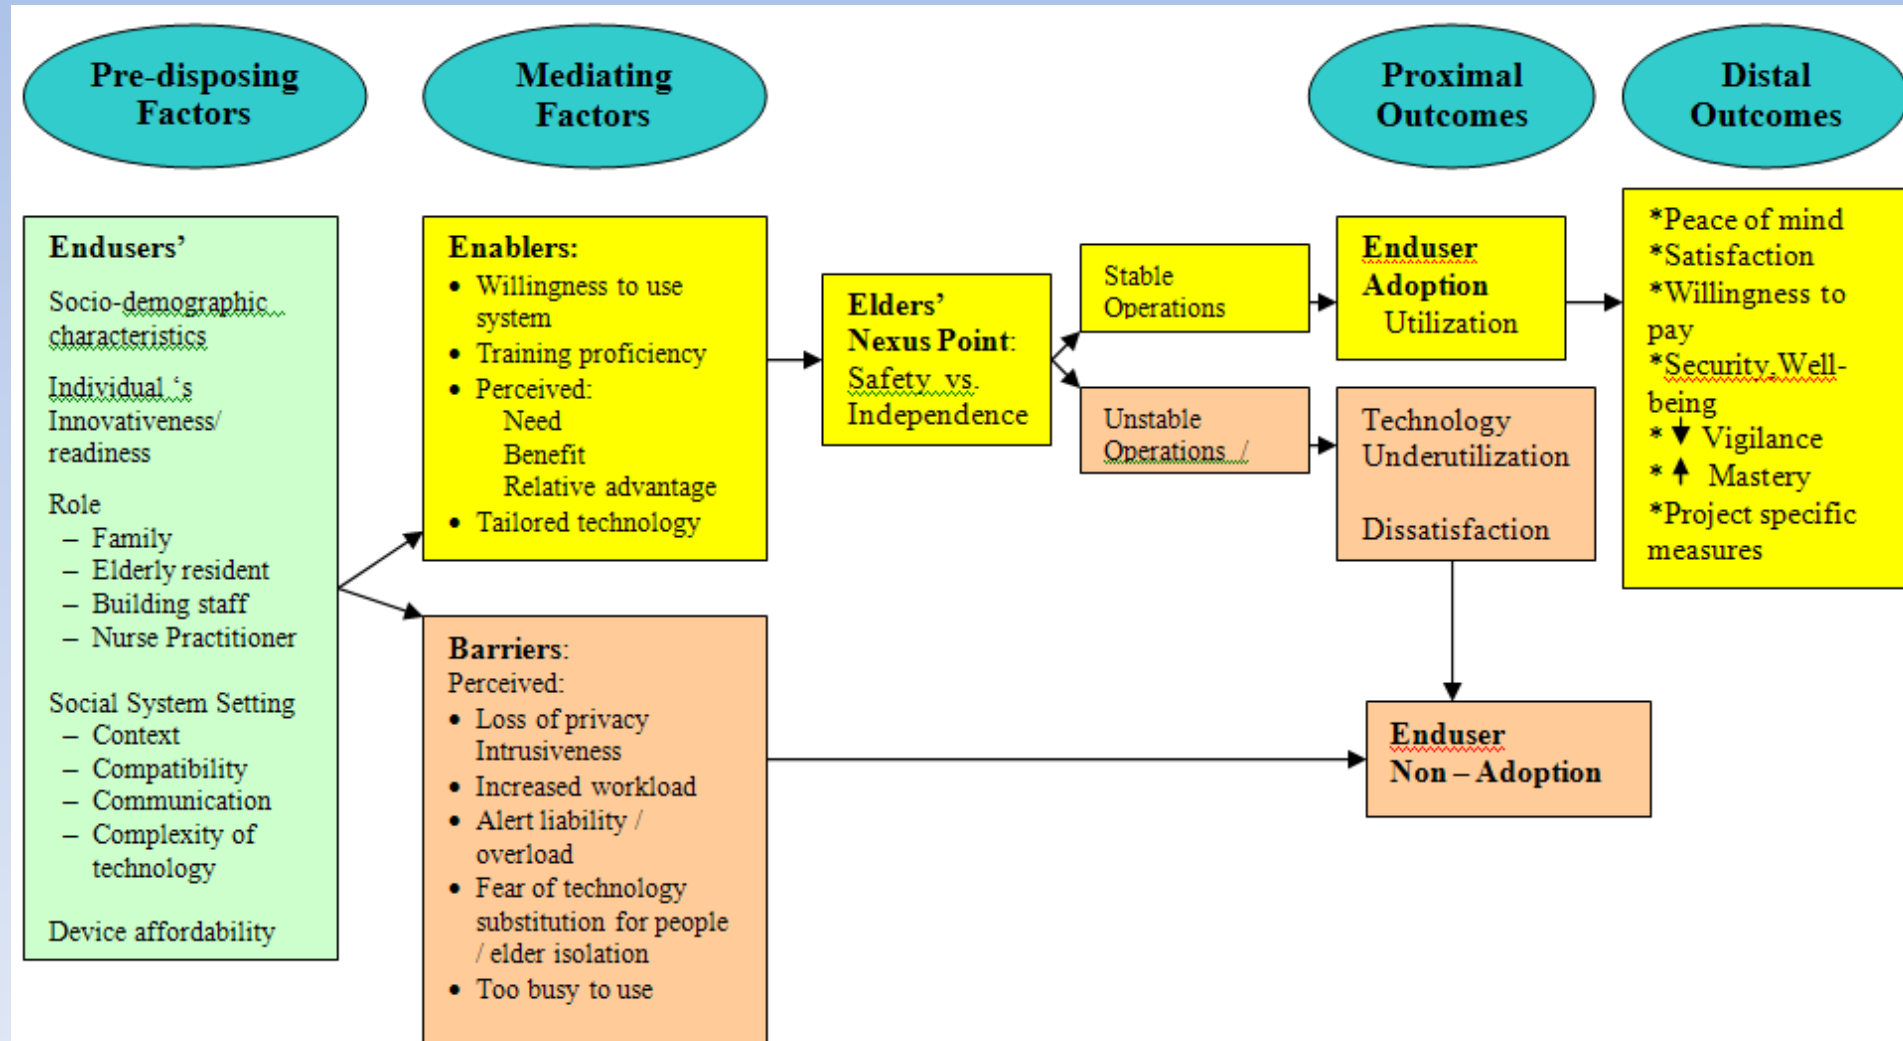 Pre-disposing
Factors
Mediating
Factors
Proximal
Outcomes
Distal
Outcomes
Endusers’
Socio-demographic
characteristics
Individual ‘s
Innovativeness/
readiness
Role
– Family
– Elderly resident
– Building staff
– Nurse Practitioner
Social System Setting
– Context
– Compatibility
– Communication
– Complexity of
technology
Device affordability
Enablers:
• Willingness to use
system
• Training proficiency
• Perceived:
Need
Benefit
Relative advantage
• Tailored technology
Barriers:
Perceived:
• Loss of privacy
Intrusiveness
• Increased workload
• Alert liability /
overload
• Fear of technology
substitution for people
/ elder isolation
• Too busy to use
Elders’
Nexus Point:
Safety vs.
Independence
Stable
Operations
Unstable
Operations /
Enduser
Adoption
Utilization
Technology
Underutilization
Dissatisfaction
Enduser
Non – Adoption
*Peace of mind
*Satisfaction
*Willingness to
pay
*Security,Well-
being
* ▼ Vigilance
* ↑ Mastery
*Project specific
measures